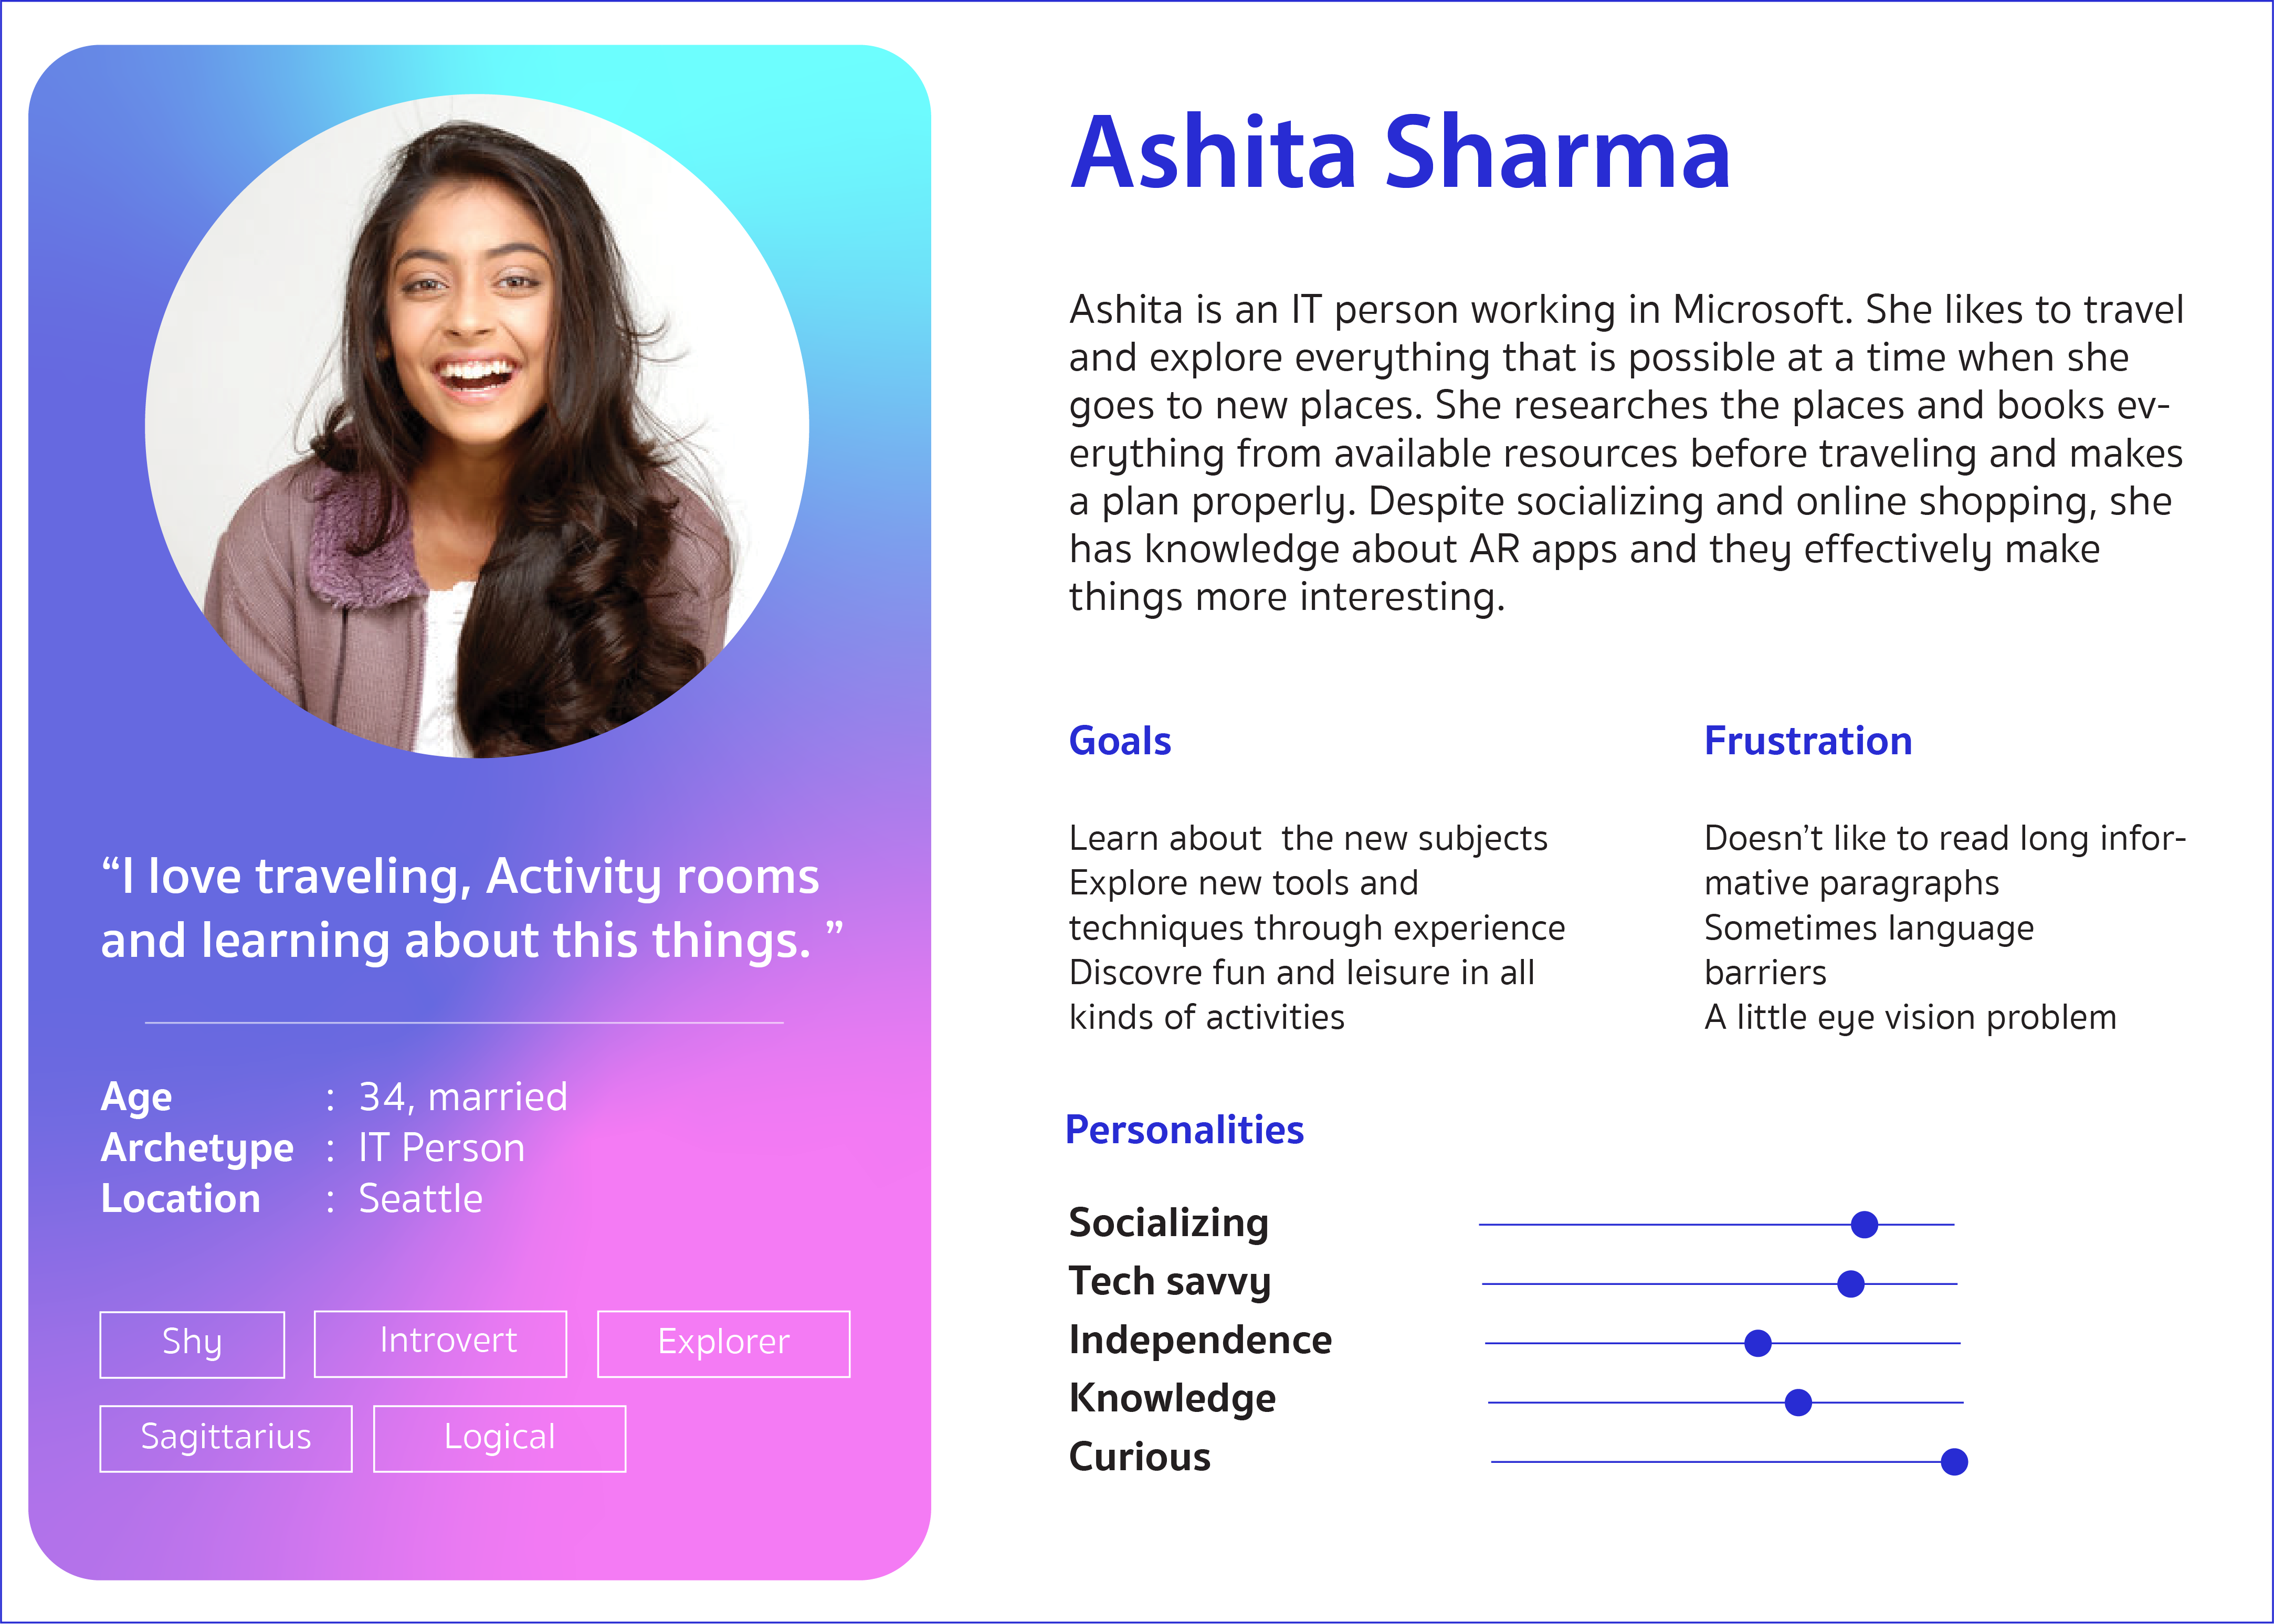 “I love traveling, Activity rooms
and learning about this things. ”
Age : 34, married
Archetype : IT Person
Location : Seattle
Shy
Introvert
Explorer
Sagittarius
Logical
Ashita Sharma
Ashita is an IT person working in Microsoft. She likes to travel
and explore everything that is possible at a time when she
goes to new places. She researches the places and books ev-
erything from available resources before traveling and makes
a plan properly. Despite socializing and online shopping, she
has knowledge about AR apps and they effectively make
things more interesting.
Goals
Learn about  the new subjects
Explore new tools and
techniques through experience
Discovre fun and leisure in all
kinds of activities
Frustration
Doesn’t like to read long infor-
mative paragraphs
Sometimes language
barriers
A little eye vision problem
Personalities
Socializing
Tech savvy
Independence
Knowledge
Curious